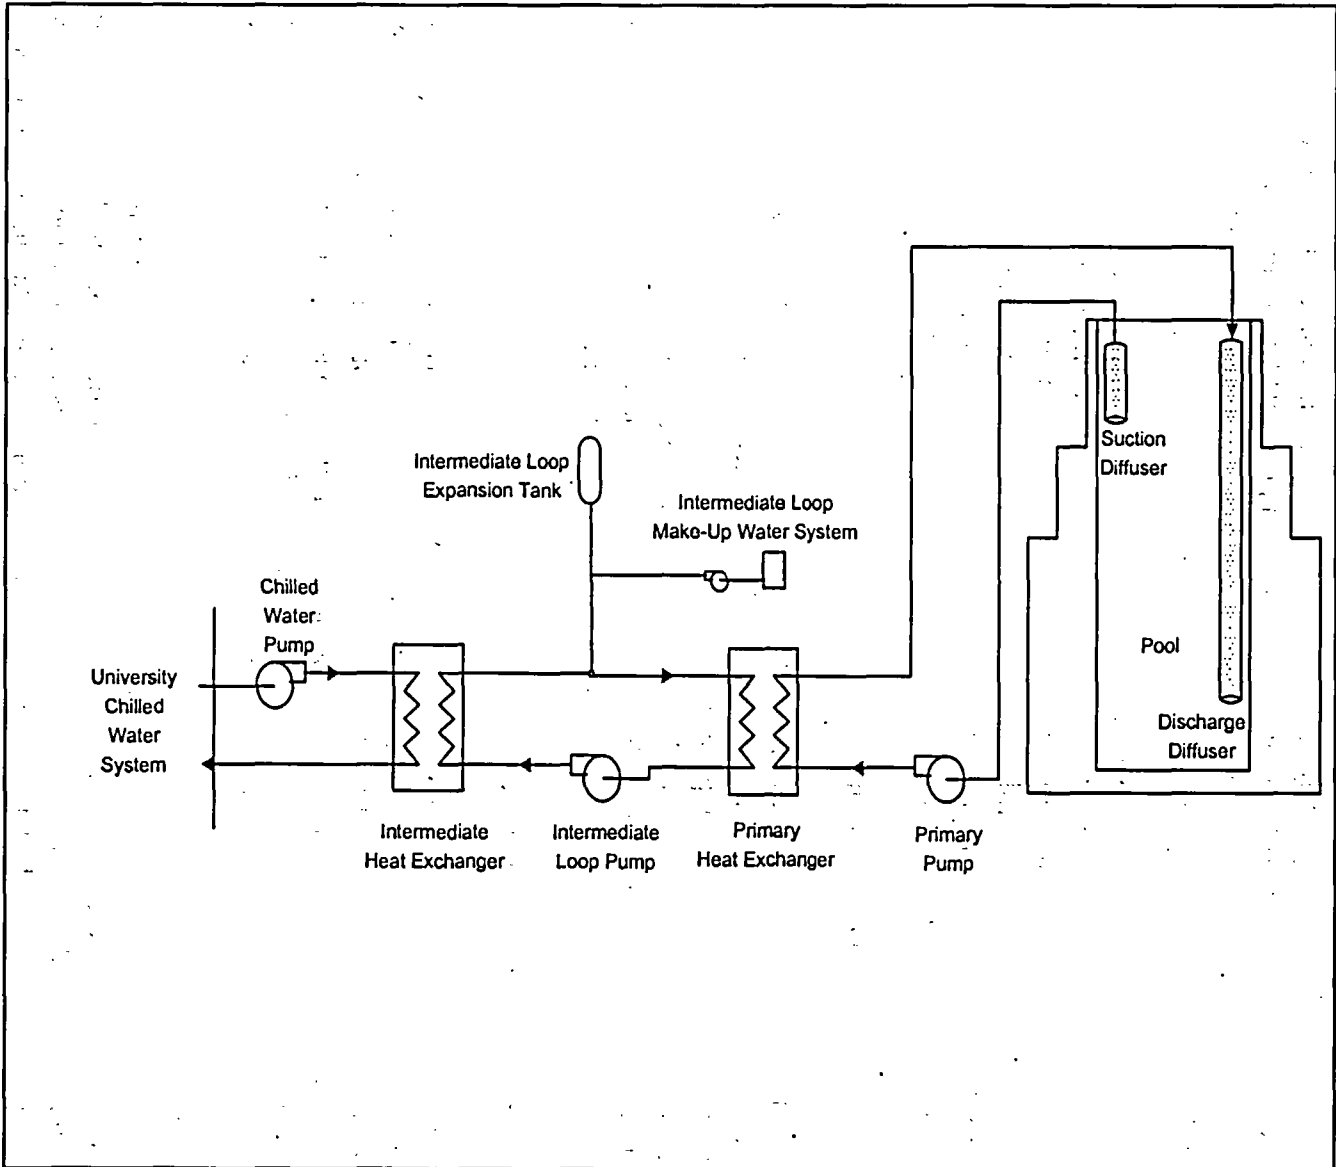 Suction
Diffuser
Intermediate Loop
Expansion Tank
Intermediate Loop
Make-Up Water System
Chilled
Water
Pump
University
Chilled
Water
System
Pool
Discharge
Diffuser
Intermediate
Heat Exchanger
Intermediate
Loop Pump
Primary
Heat Exchanger
Primary
Pump